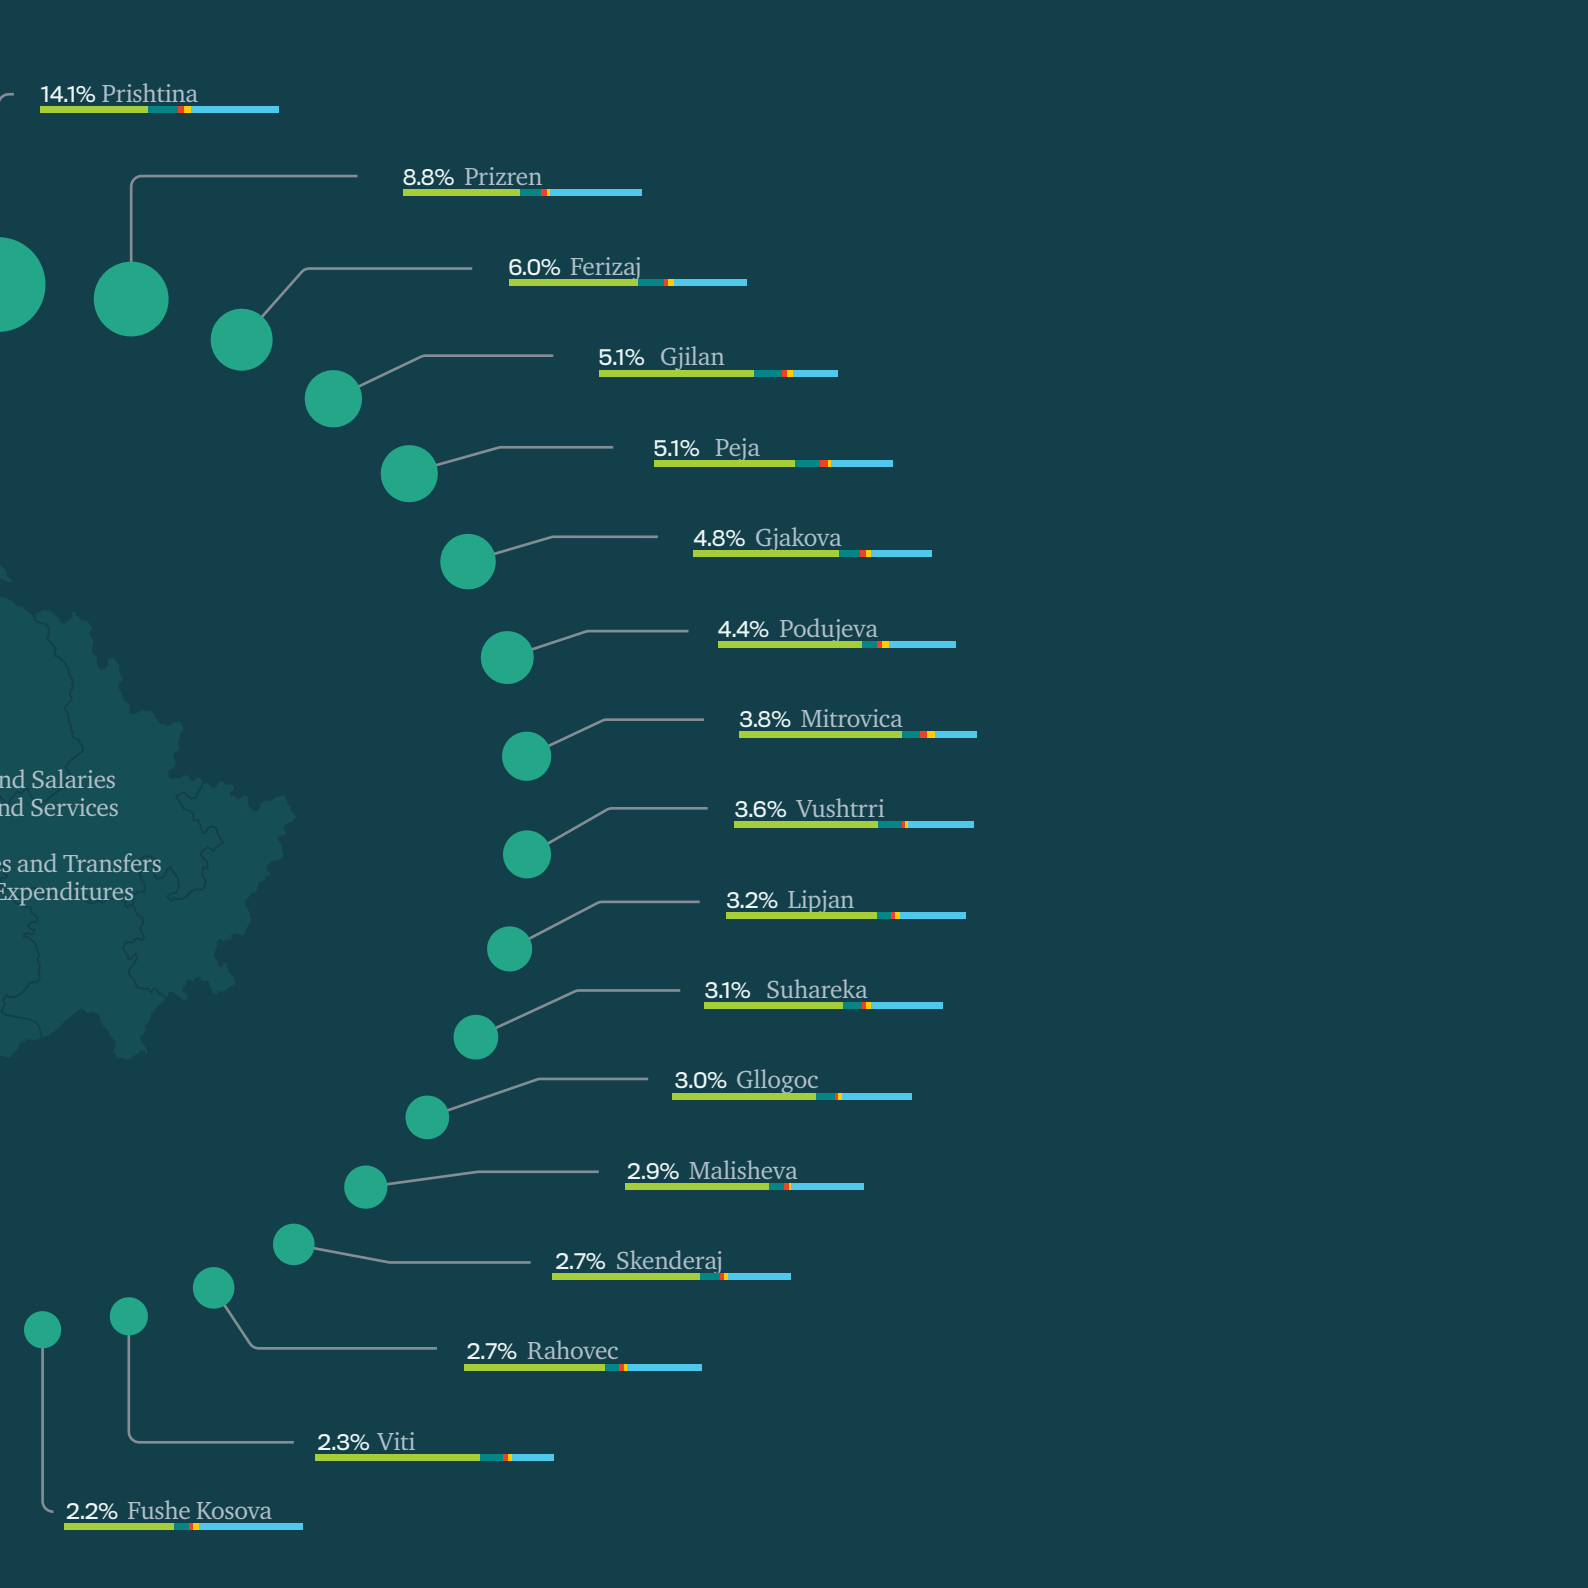 14.1% Prishtina
8.8% Prizren
6.0% Ferizaj
5.1% Gjilan
5.1% Peja
4.8% Gjakova
4.4% Podujeva
3.8% Mitrovica
nd Salaries
nd Services
3.6% Vushtrri
s and Transfers
Expenditures
3.2% Lipjan
3.1% Suhareka
3.0% Gllogoc
2.9% Malisheva
2.7% Skenderaj
2.7% Rahovec
2.3% Viti
2.2% Fushe Kosova